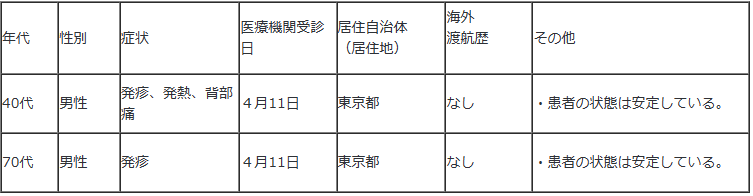 年代 性別 症状 医療機関受診日 居住自治体（居住地） 海外渡航歴 その他
40代 男性 発疹、発熱、背部痛 ４月11日 東京都 なし ・患者の状態は安定している。
70代 男性 発疹 ４月11日 東京都 なし ・患者の状態は安定している。